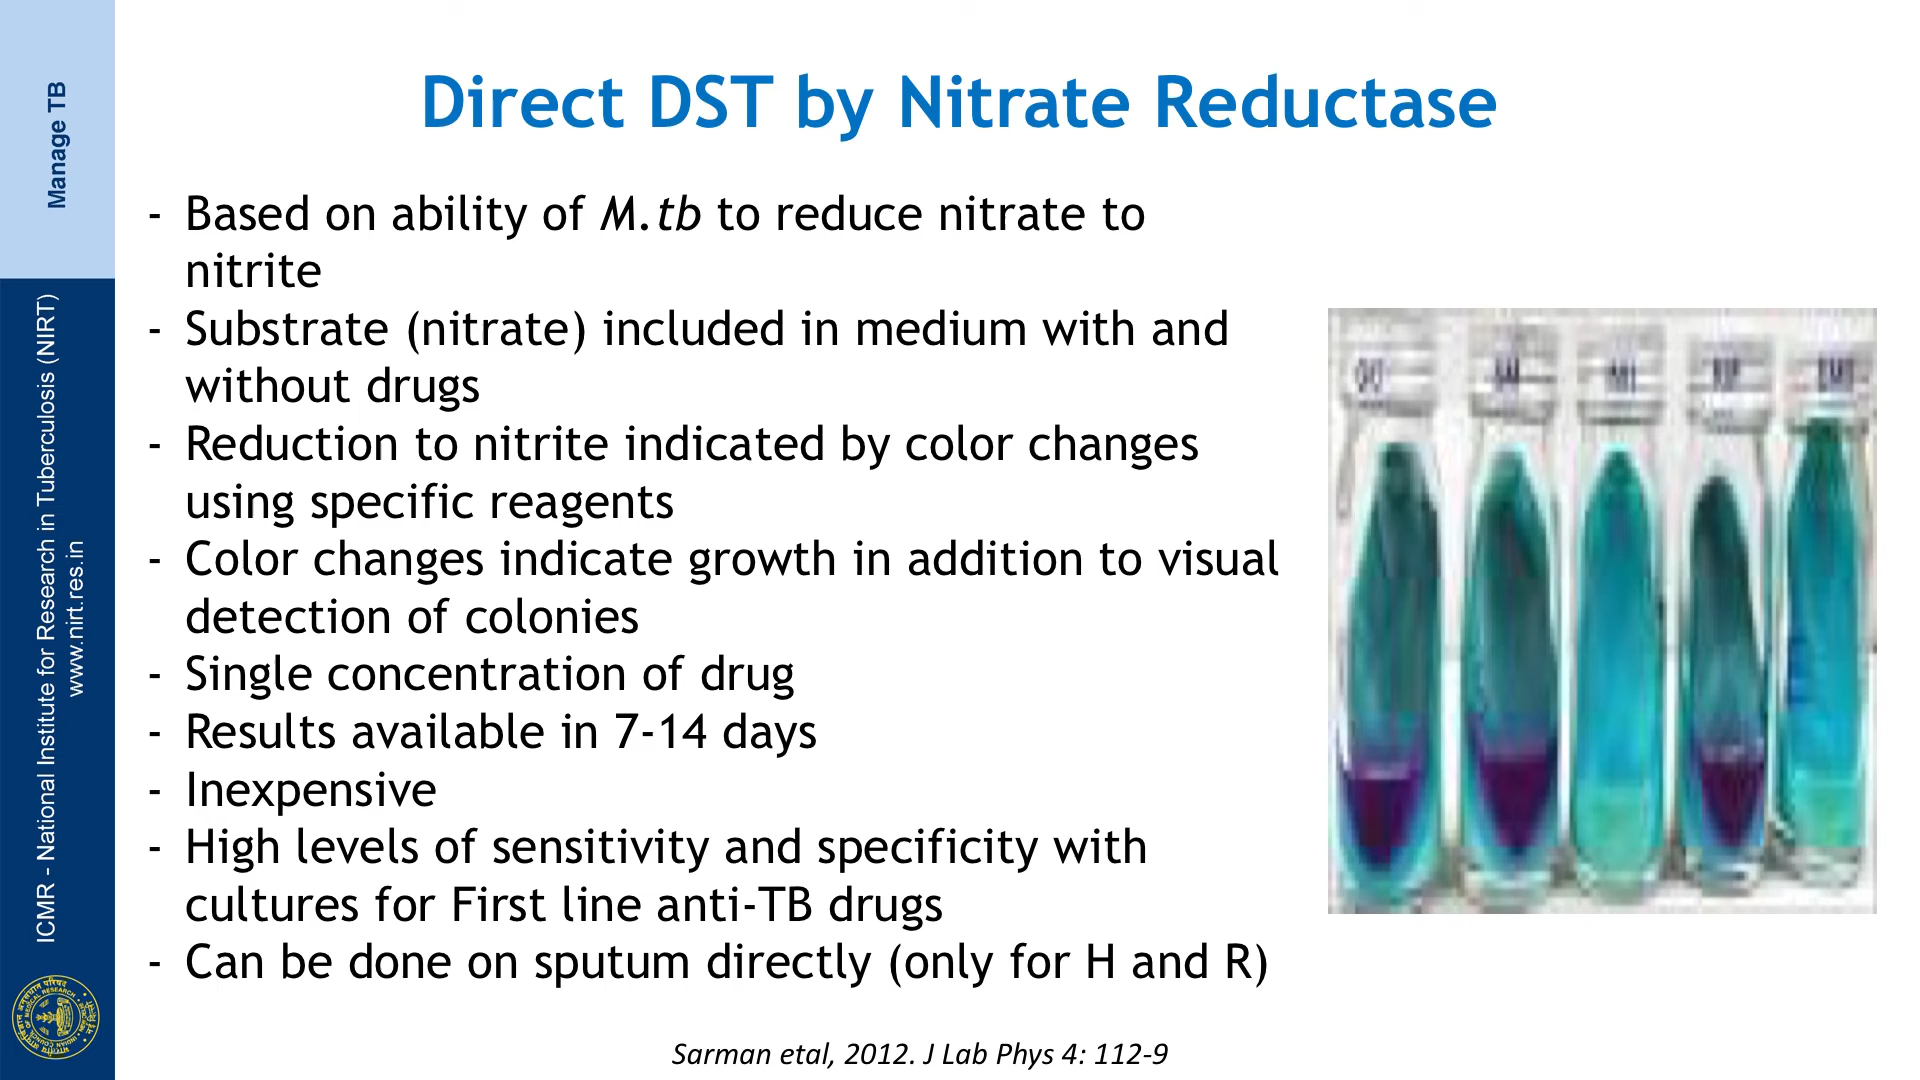 Manage TB
ICMR - National Institute for Research in Tuberculosis (NIRT)
www.nirt.res.in
Direct DST by Nitrate Reductase
- Based on ability of M.tb to reduce nitrate to
nitrite
- Substrate (nitrate) included in medium with and
without drugs
- Reduction to nitrite indicated by color changes
using specific reagents
- Color changes indicate growth in addition to visual
detection of colonies
- Single concentration of drug
- Results available in 7-14 days
- Inexpensive
- High levels of sensitivity and specificity with
cultures for First line anti-TB drugs
- Can be done on sputum directly (only for H and R)
Sarman etal, 2012. J Lab Phys 4: 112-9